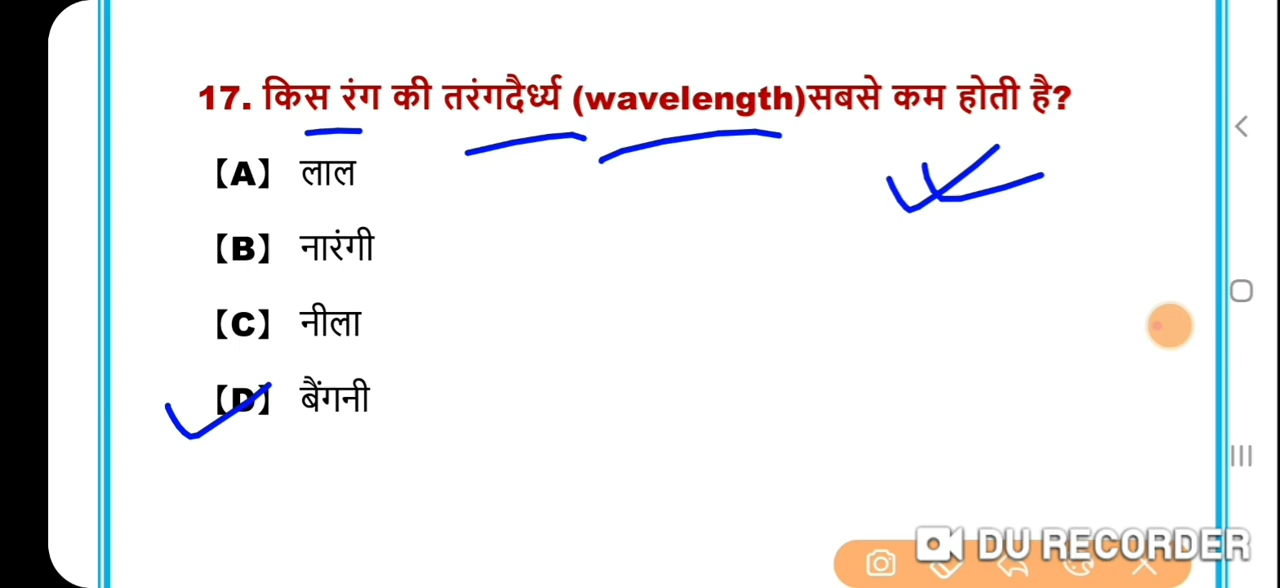 17. किस रंग की तरंगदैर्ध्य (wavelength)सबसे कम होती है?
【A】 लाल
【B】 नारंगी
【C】 नीला
【D】 बैंगनी
DU RECORDER